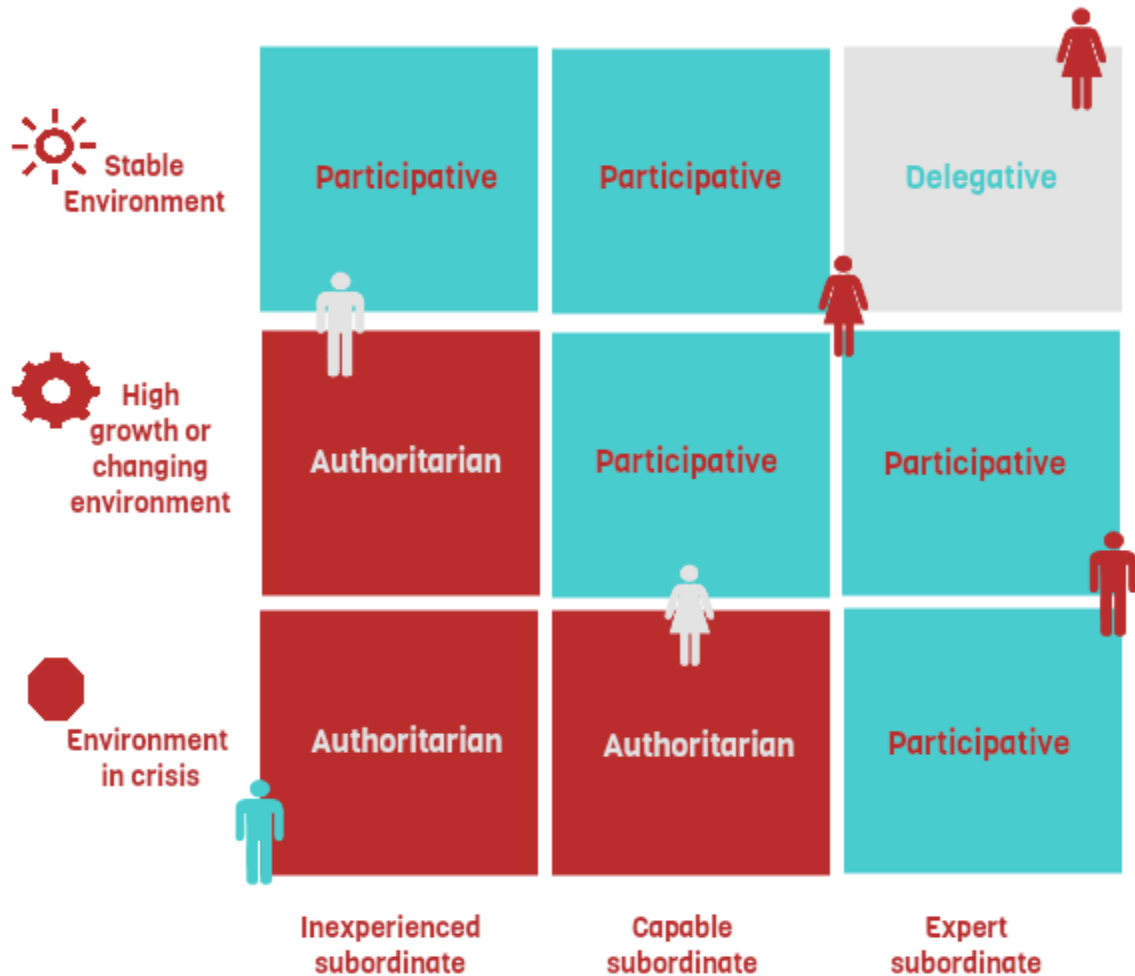 Stable
Environment
Participative
Participative
Delegative
High
growth or
changing
environment
Authoritarian
Participative
Participative
Environment
in crisis
Authoritarian
Authoritarian
Participative
Inexperienced
subordinate
Capable
subordinate
Expert
subordinate